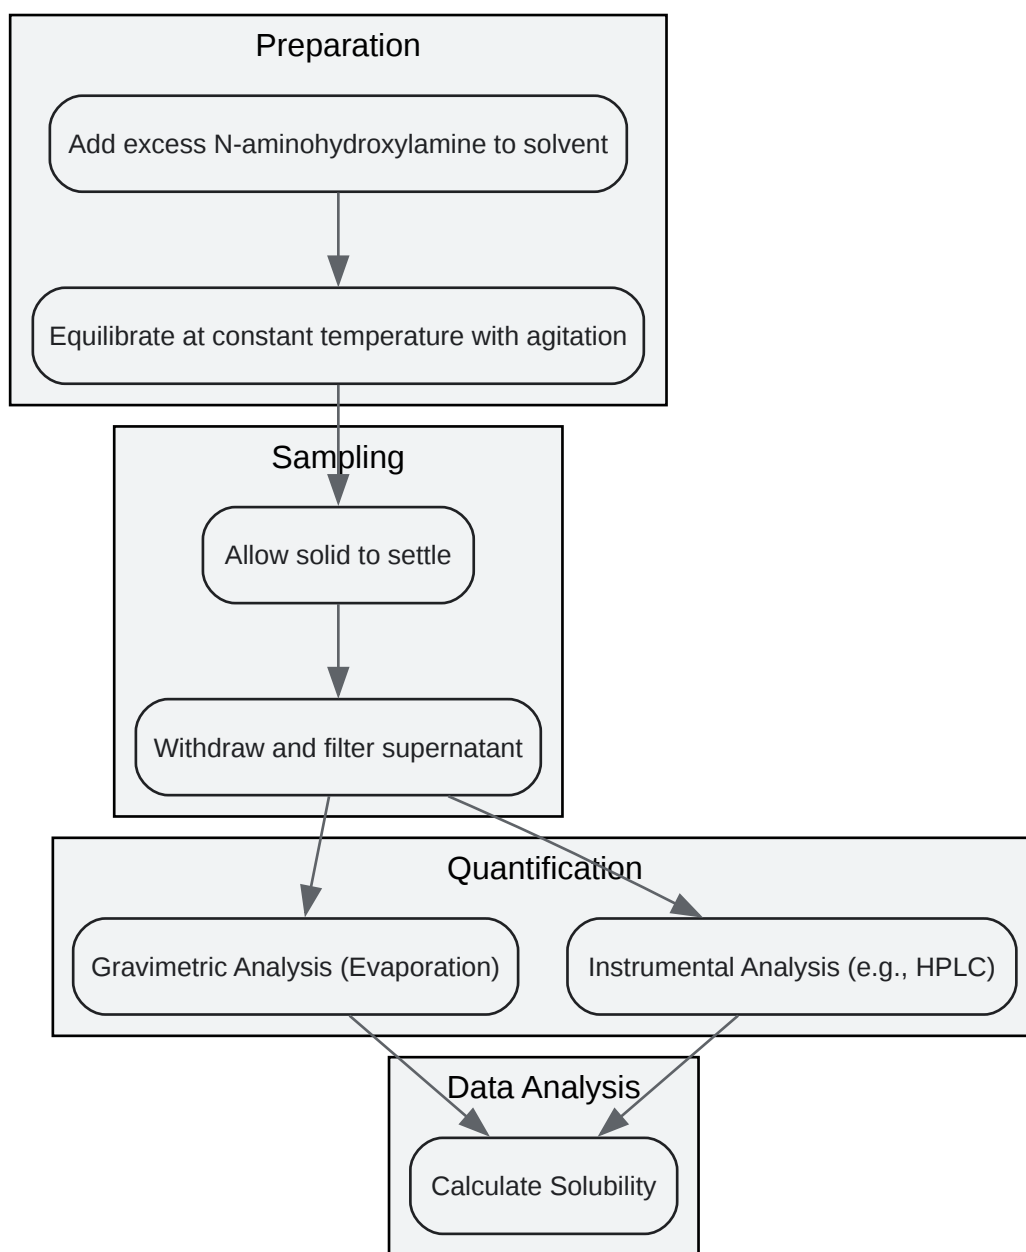 Preparation
Add excess N-aminohydroxylamine to solvent
Equilibrate at constant temperature with agitation
Sampling
Allow solid to settle
Withdraw and filter supernatant
Quantification
Gravimetric Analysis (Evaporation)
Instrumental Analysis (e.g., HPLC)
Data Analysis
Calculate Solubility